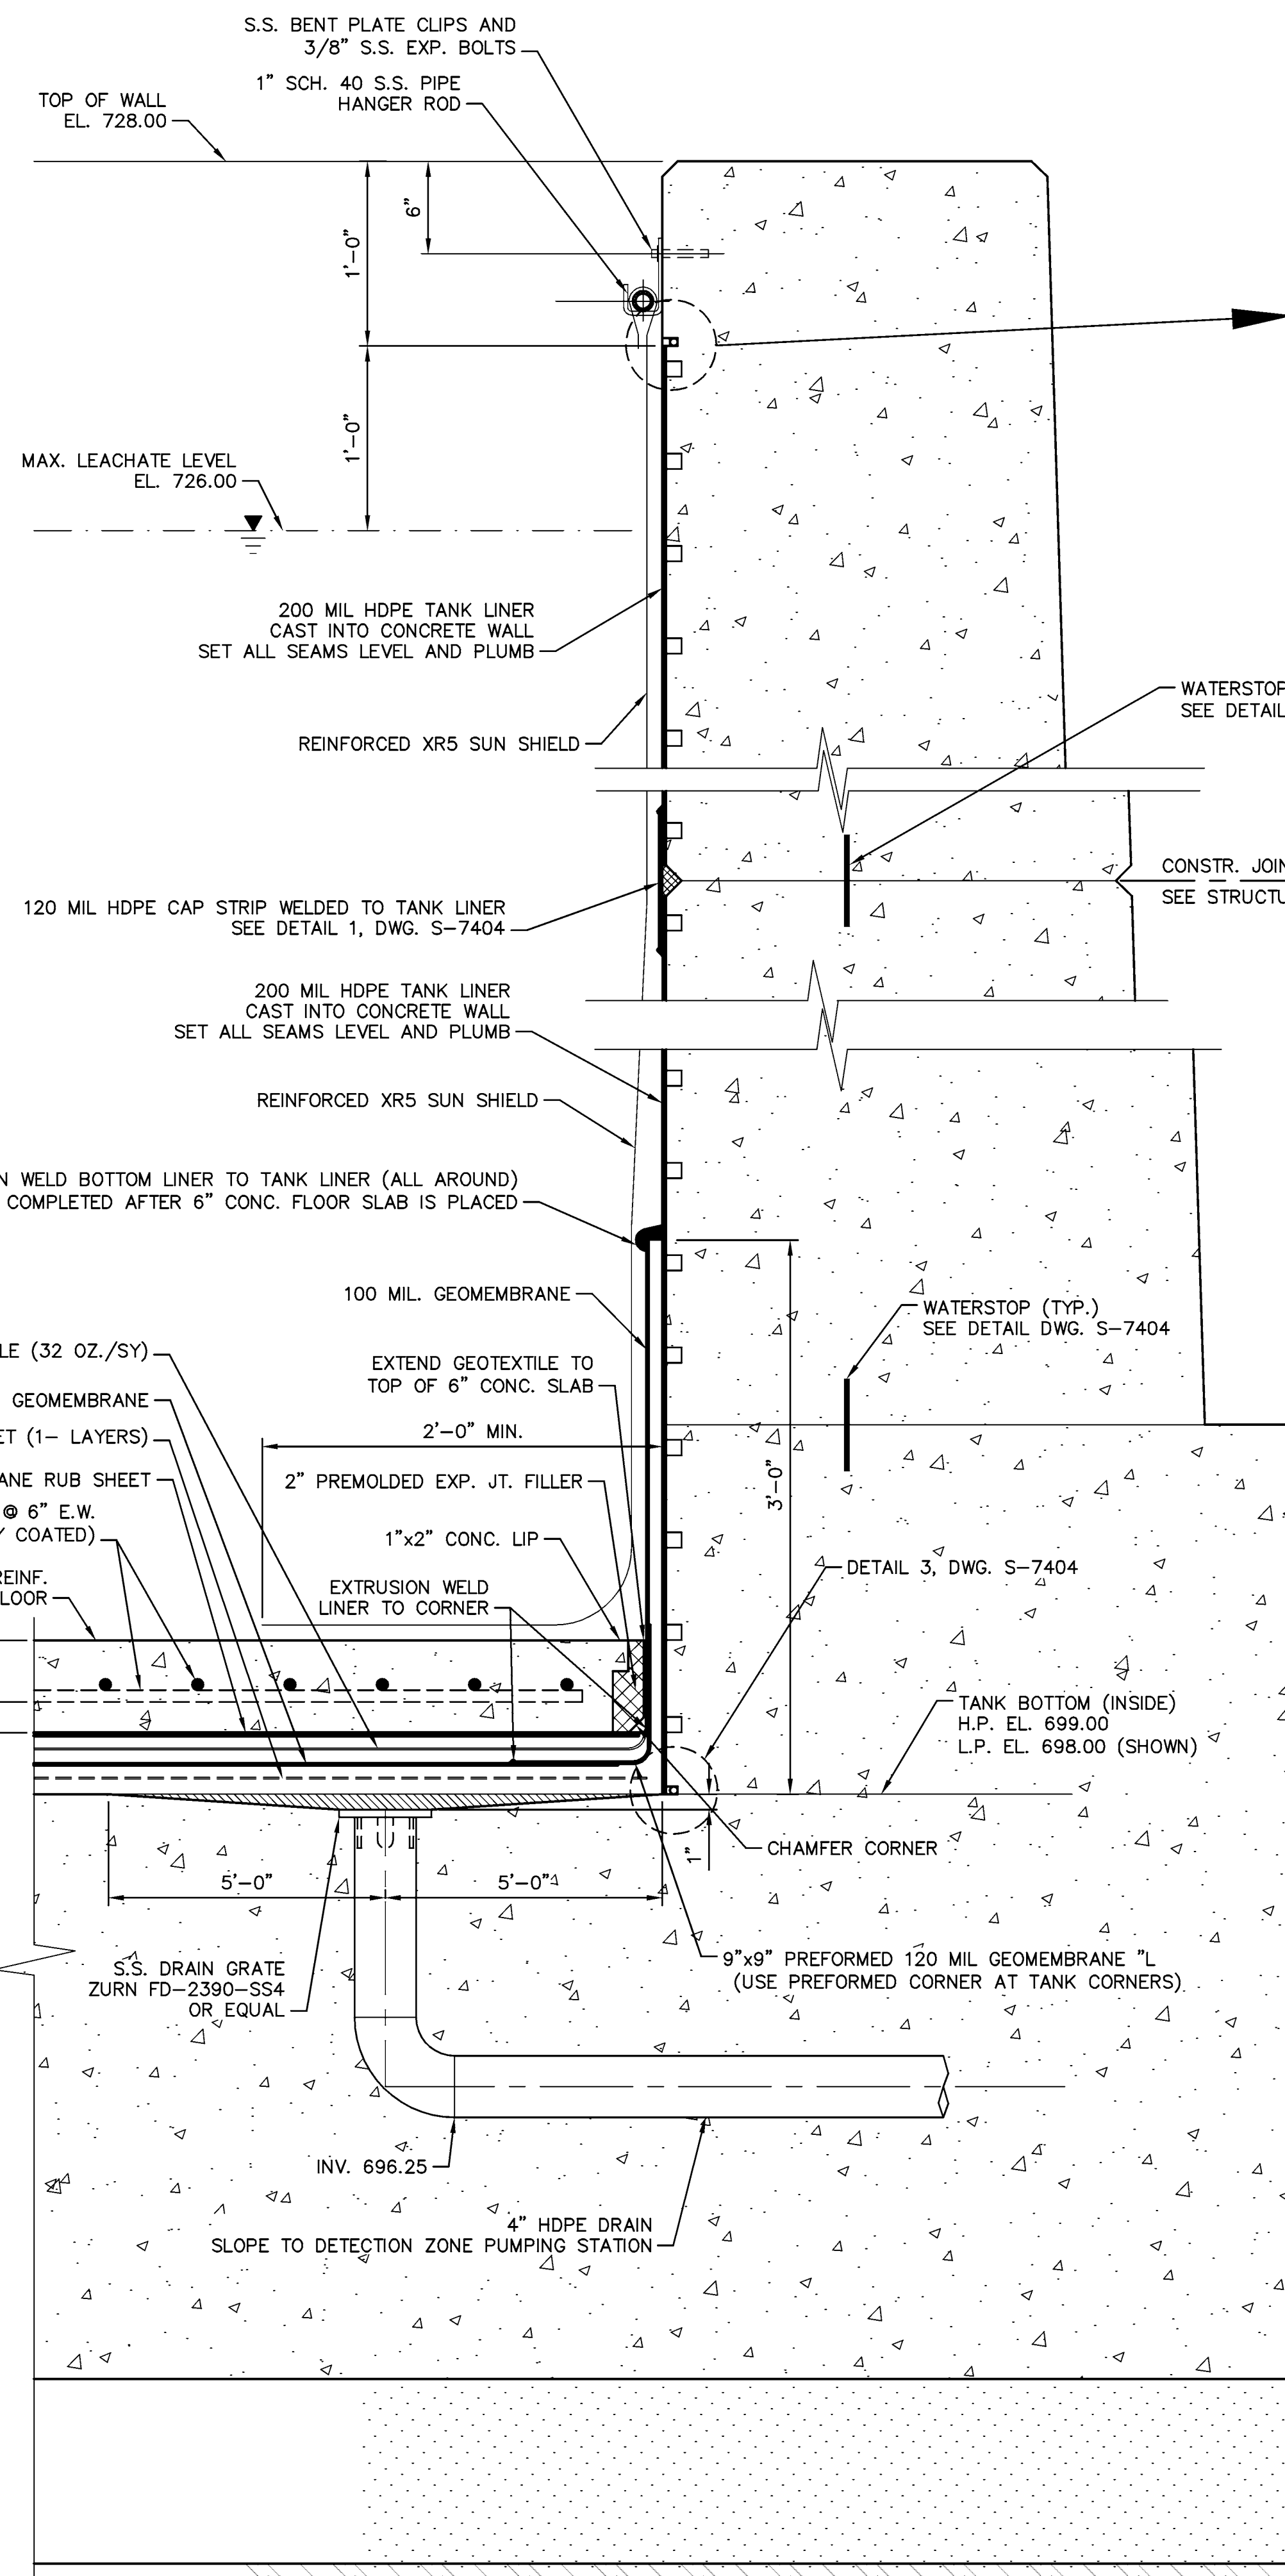 S.S. BENT PLATE CLIPS AND
3/8" S.S. EXP. BOLTS
1" SCH. 40 S.S. PIPE
HANGER ROD
TOP OF WALL
EL. 728.00
6"
1'-0"
1'-0"
MAX. LEACHATE LEVEL
EL. 726.00
200 MIL HDPE TANK LINER
CAST INTO CONCRETE WALL
SET ALL SEAMS LEVEL AND PLUMB
WATERSTOP
SEE DETAIL
REINFORCED XR5 SUN SHIELD
CONSTR. JOIN
SEE STRUCTU
120 MIL HDPE CAP STRIP WELDED TO TANK LINER
SEE DETAIL 1, DWG. S-7404
200 MIL HDPE TANK LINER
CAST INTO CONCRETE WALL
SET ALL SEAMS LEVEL AND PLUMB
REINFORCED XR5 SUN SHIELD
N WELD BOTTOM LINER TO TANK LINER (ALL AROUND)
COMPLETED AFTER 6" CONC. FLOOR SLAB IS PLACED
100 MIL. GEOMEMBRANE
WATERSTOP (TYP.)
SEE DETAIL DWG. S-7404
LE (32 OZ./SY)
EXTEND GEOTEXTILE TO
TOP OF 6" CONC. SLAB
GEOMEMBRANE
2'-0" MIN.
ET (1- LAYERS)
ANE RUB SHEET
2" PREMOLDED EXP. JT. FILLER
3'-0"
@ 6" E.W.
Y COATED)
1"x2" CONC. LIP
REINF.
LOOR
EXTRUSION WELD
LINER TO CORNER
DETAIL 3, DWG. S-7404
TANK BOTTOM (INSIDE)
H.P. EL. 699.00
L.P. EL. 698.00 (SHOWN)
CHAMFER CORNER
1"
5'-0"
5'-0"
9"x9" PREFORMED 120 MIL GEOMEMBRANE "L
(USE PREFORMED CORNER AT TANK CORNERS)
S.S. DRAIN GRATE
ZURN FD-2390-SS4
OR EQUAL
INV. 696.25
4" HDPE DRAIN
SLOPE TO DETECTION ZONE PUMPING STATION